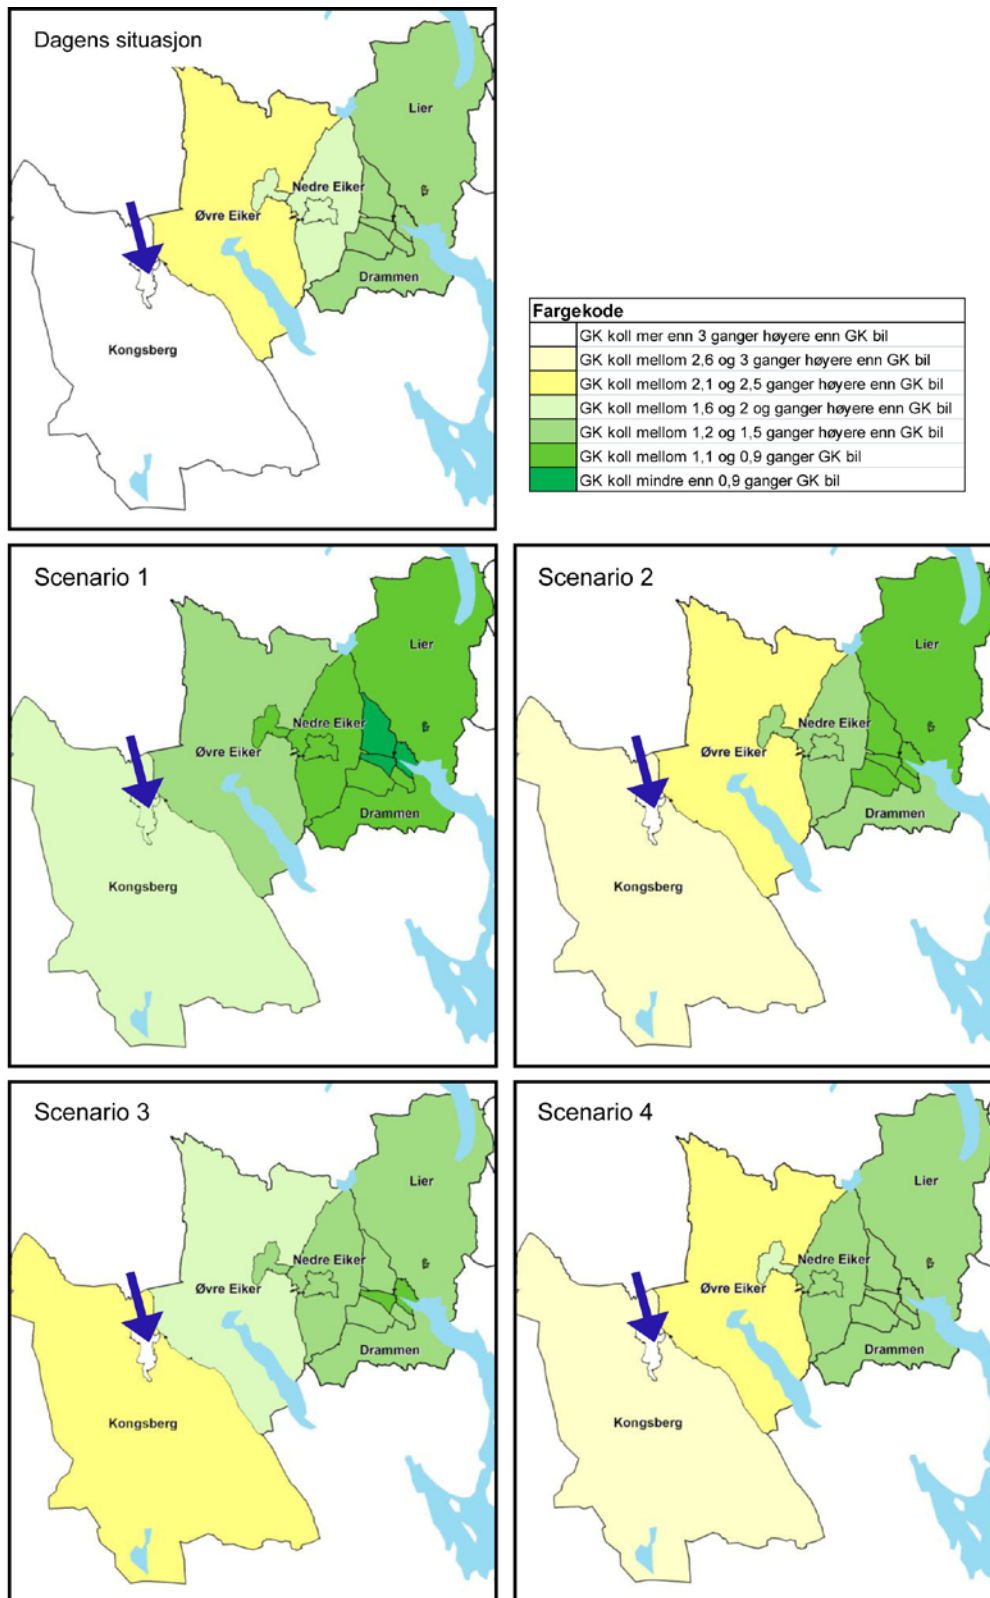 Dagens situasjon
Lier
Nedre Eiker
Øvre Eiker
Drammen
Kongsberg
Fargekode
GK koll mer enn 3 ganger høyere enn GK bil
GK koll mellom 2,6 og 3 ganger høyere enn GK bil
GK koll mellom 2,1 og 2,5 ganger høyere enn GK bil
GK koll mellom 1,6 og 2 og ganger høyere enn GK bil
GK koll mellom 1,2 og 1,5 ganger høyere enn GK bil
GK koll mellom 1,1 og 0,9 ganger GK bil
GK koll mindre enn 0,9 ganger GK bil
Scenario 1
Lier
Nedre Eiker
Øvre Eiker
Drammen
Kongsberg
Scenario 2
Lier
Nedre Eiker
Øvre Eiker
Drammen
Kongsberg
Scenario 3
Lier
Nedre Eiker
Øvre Eiker
Drammen
Kongsberg
Scenario 4
Lier
Nedre Eiker
Øvre Eiker
Drammen
Kongsberg